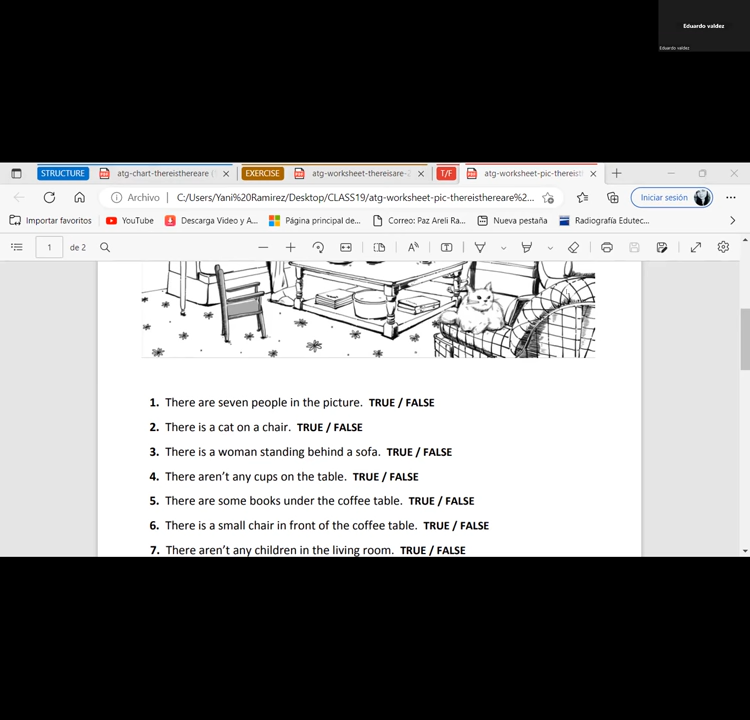 Eduardo valdez
Eduardo valdez
STRUCTURE atg-chart-thereisthereare ( EXERCISE atg-worksheet-thereisare - T/F atg-worksheet-pic-thereisth
Archivo C:/Users/Yani%20Ramirez/Desktop/CLASS19/atg-worksheet-pic-thereisthereare%2... Iniciar sesión
Importar favoritos YouTube Descarga Video y A... Página principal de... Correo: Paz Areli Ra... Nueva pestaña Radiografía Edutec...
1 de 2
1. There are seven people in the picture. TRUE / FALSE
2. There is a cat on a chair. TRUE / FALSE
3. There is a woman standing behind a sofa. TRUE / FALSE
4. There aren't any cups on the table. TRUE / FALSE
5. There are some books under the coffee table. TRUE / FALSE
6. There is a small chair in front of the coffee table. TRUE / FALSE
7. There aren't any children in the living room. TRUE / FALSE